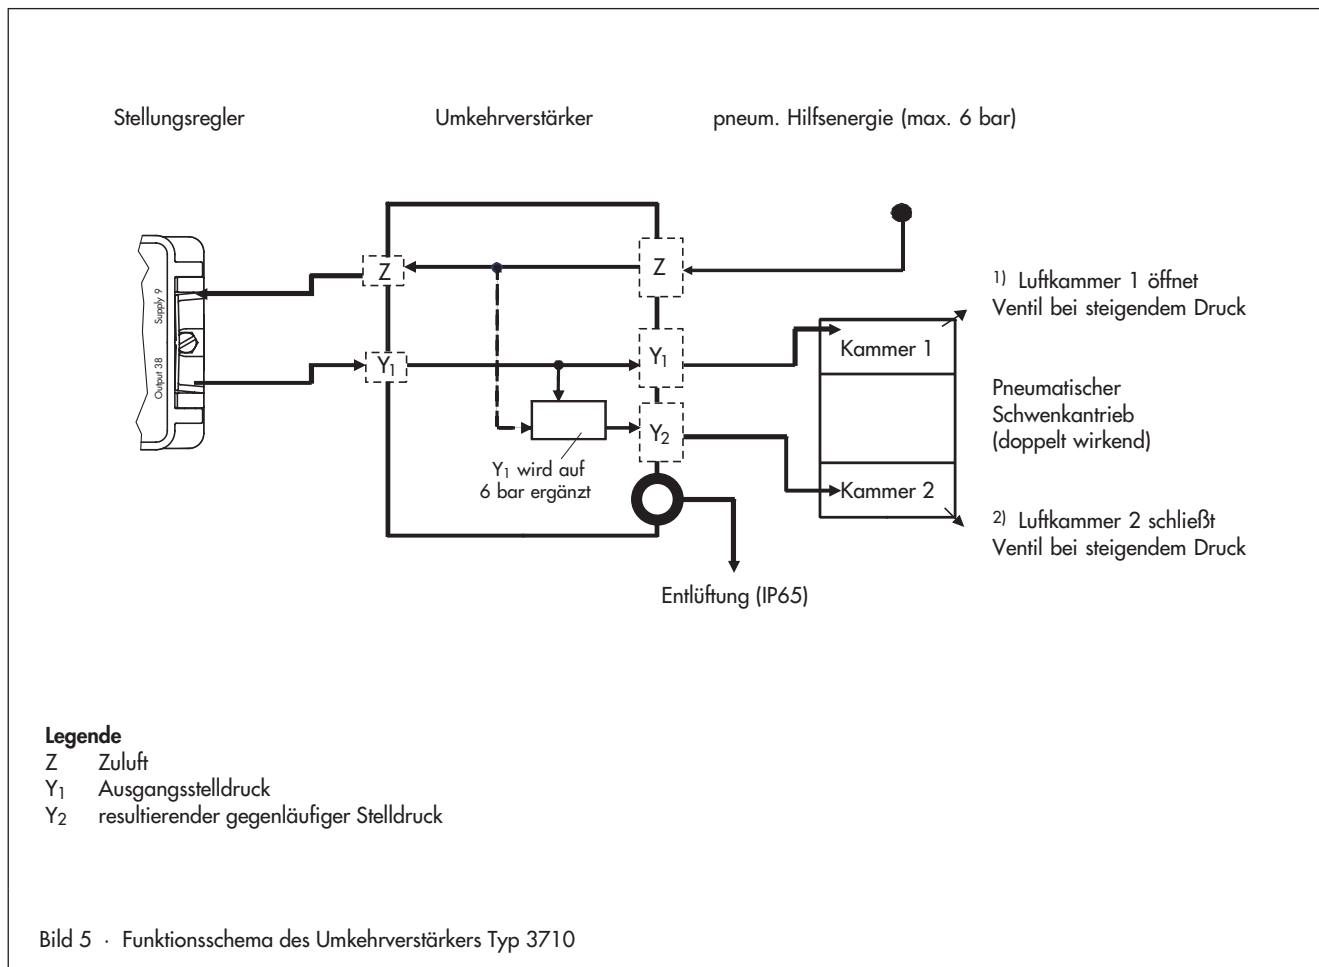 Stellungsregler
Umkehrverstärker
pneum. Hilfsenergie (max. 6 bar)
Supply 9
Output 38
Z
Z
Y1
Y1
Y2
Y1 wird auf
6 bar ergänzt
Kammer 1
Kammer 2
1) Luftkammer 1 öffnet
Ventil bei steigendem Druck
Pneumatischer
Schwenkantrieb
(doppelt wirkend)
2) Luftkammer 2 schließt
Ventil bei steigendem Druck
Entlüftung (IP65)
Legende
Z Zuluft
Y1 Ausgangsstelldruck
Y2 resultierender gegenläufiger Stelldruck
Bild 5 · Funktionsschema des Umkehrverstärkers Typ 3710